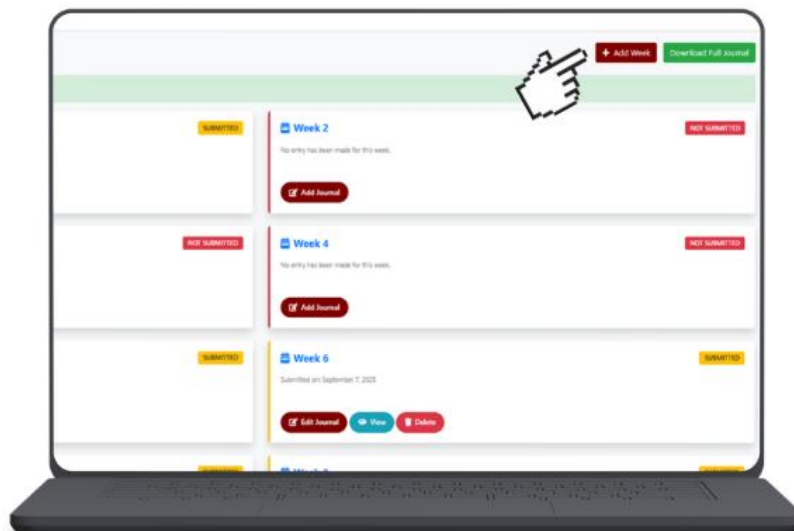 + Add Week
Download Full Journal
SUBMITTED
Week 2
NOT SUBMITTED
No entry has been made for this week.
Add Journal
NOT SUBMITTED
Week 4
NOT SUBMITTED
No entry has been made for this week.
Add Journal
SUBMITTED
Week 6
SUBMITTED
Submitted on: September 7, 2025
Edit Journal
View
Delete